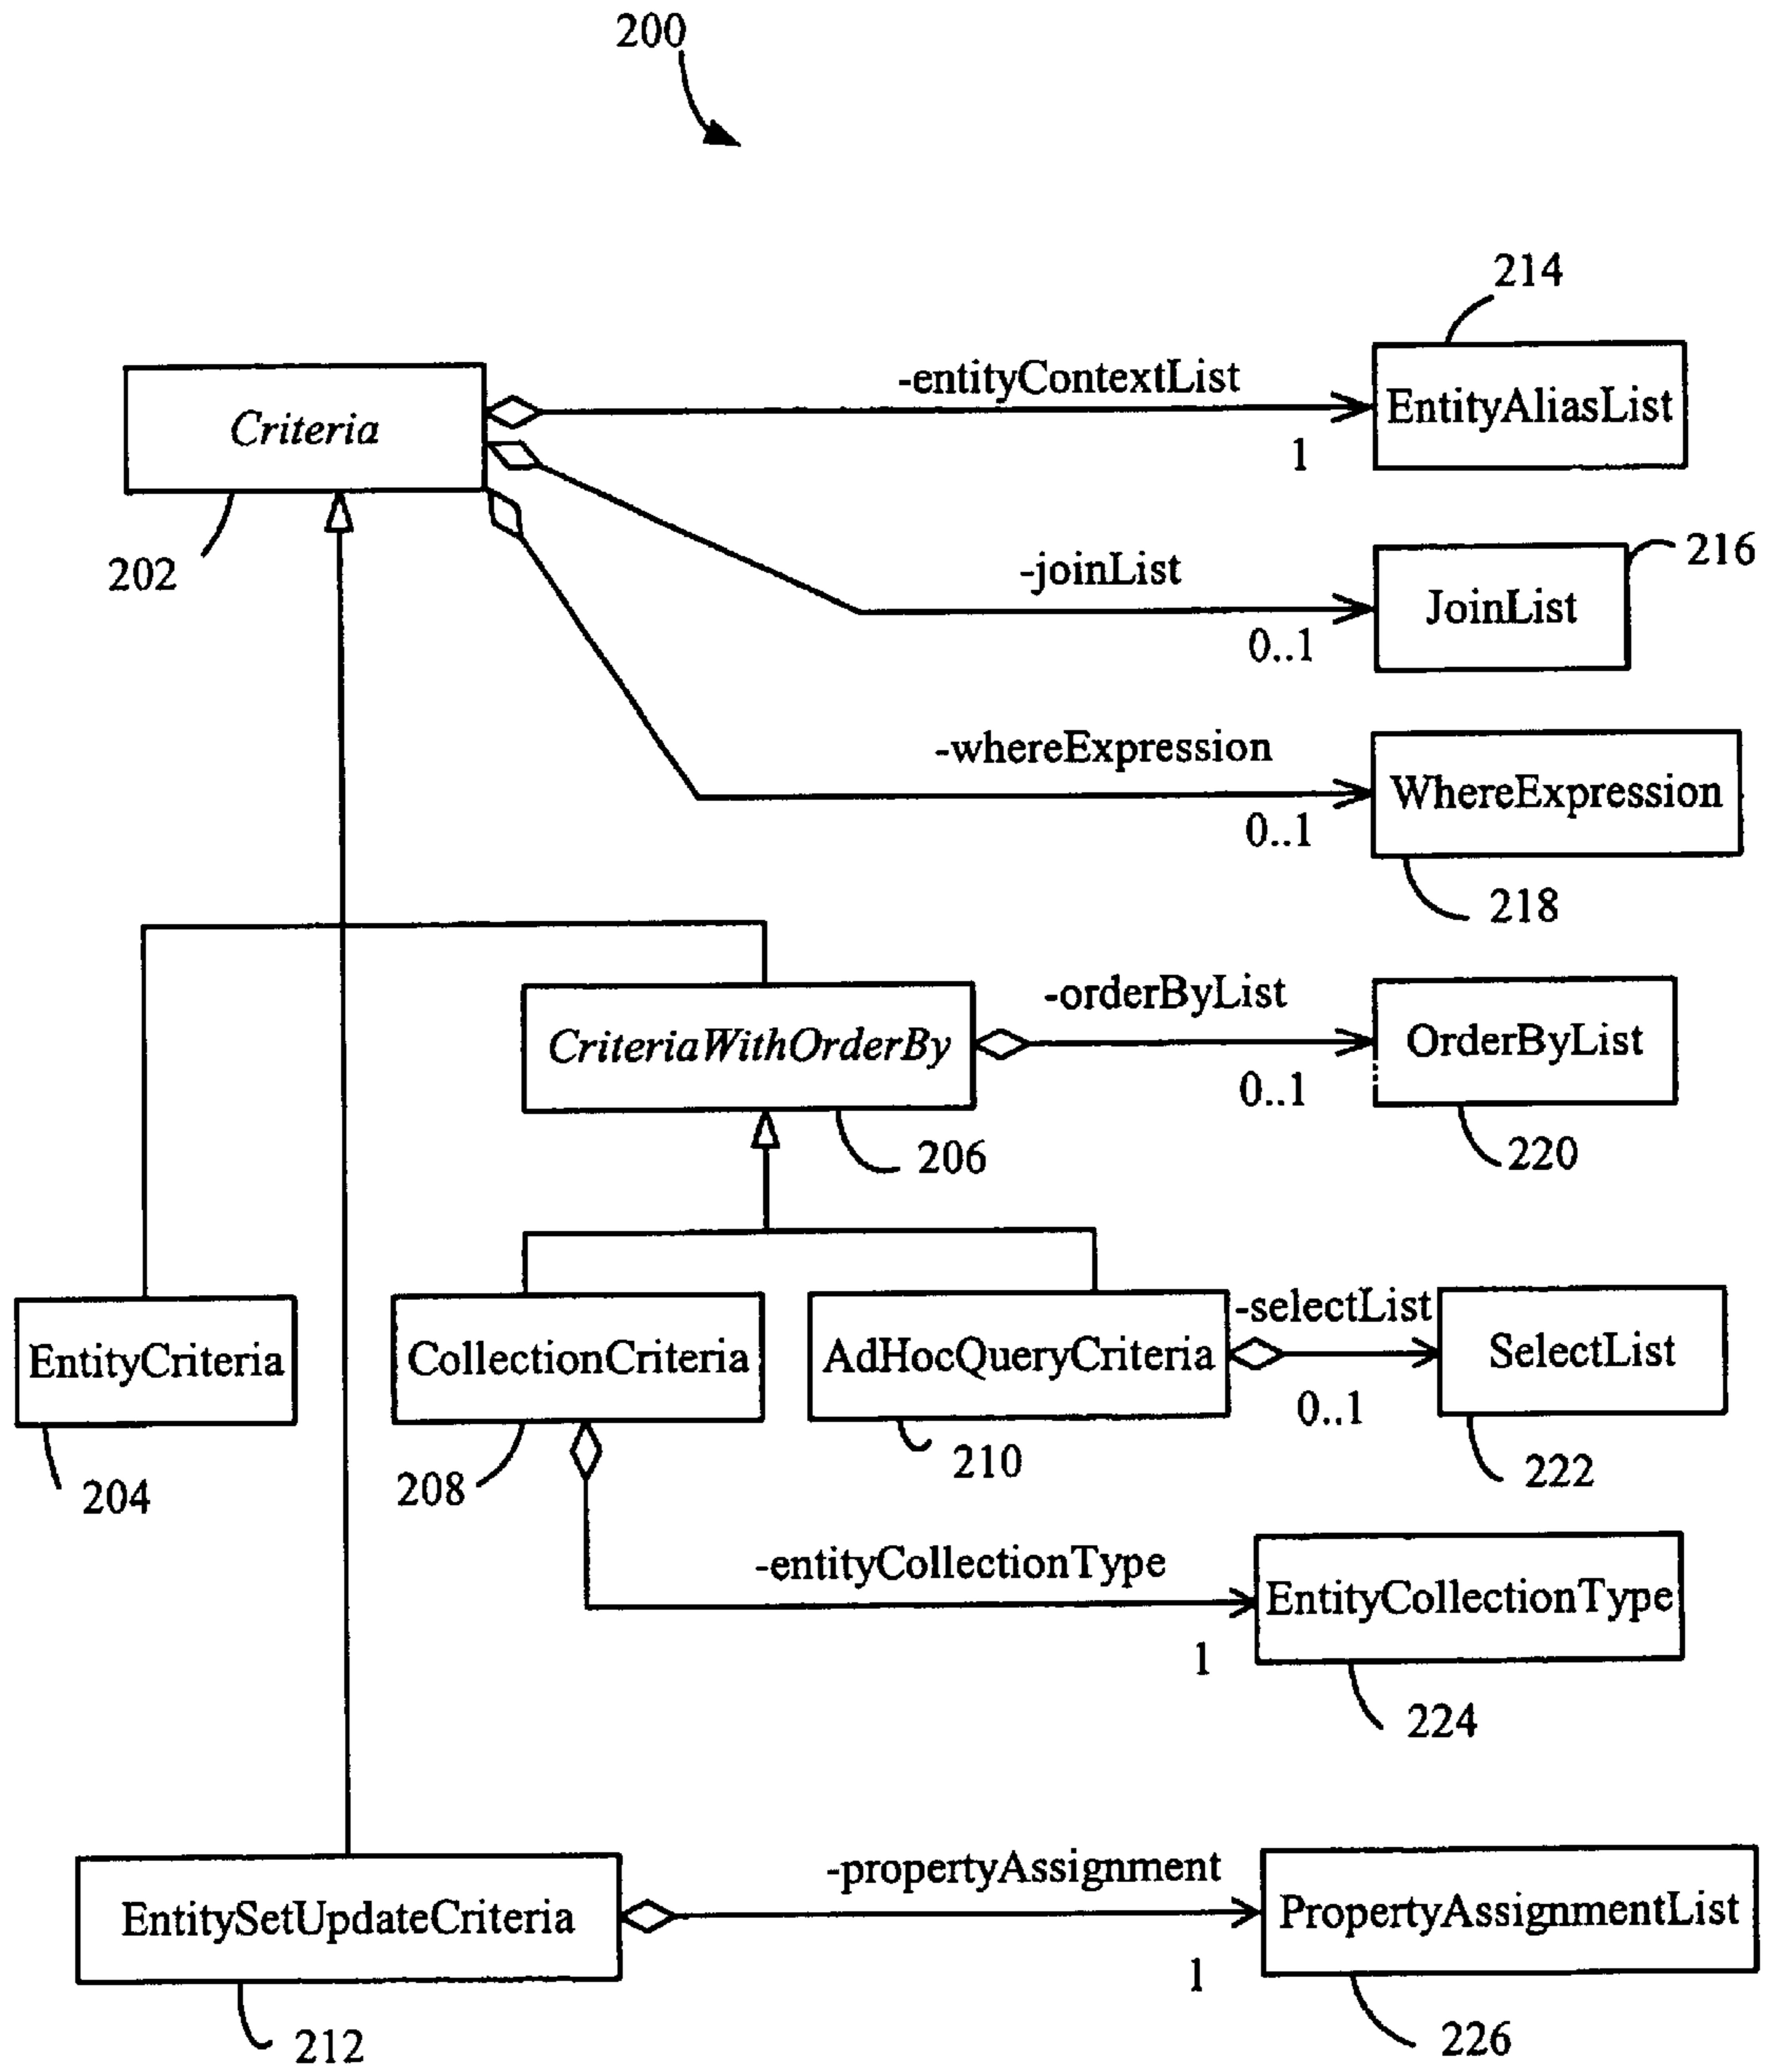 200
214
-entityContextList
EntityAliasList
Criteria
1
202
216
-joinList
JoinList
0..1
-whereExpression
WhereExpression
0..1
218
-orderByList
CriteriaWithOrderBy
OrderByList
0..1
206
220
-selectList
EntityCriteria
CollectionCriteria
AdHocQueryCriteria
SelectList
0..1
204
208
210
222
-entityCollectionType
EntityCollectionType
1
224
-propertyAssignment
EntitySetUpdateCriteria
PropertyAssignmentList
1
212
226